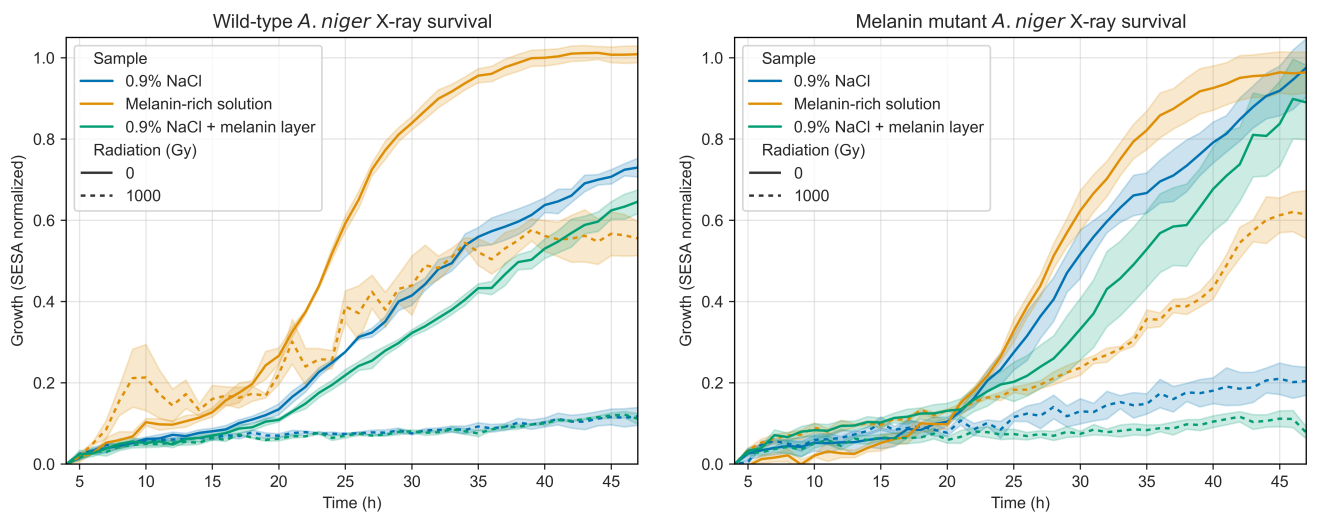 Wild-type A. niger X-ray survival
Growth (SESA normalized)
1.0
0.8
0.6
0.4
0.2
0.0
Sample
0.9% NaCl
Melanin-rich solution
0.9% NaCl + melanin layer
Radiation (Gy)
0
1000
5 10 15 20 25 30 35 40 45
Time (h)
Melanin mutant A. niger X-ray survival
Growth (SESA normalized)
1.0
0.8
0.6
0.4
0.2
0.0
Sample
0.9% NaCl
Melanin-rich solution
0.9% NaCl + melanin layer
Radiation (Gy)
0
1000
5 10 15 20 25 30 35 40 45
Time (h)